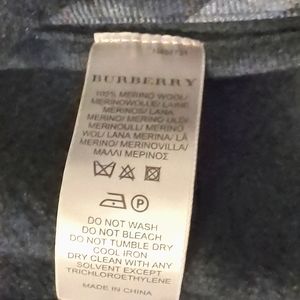 BURBERRY
100% MERINO WOOL/
MERINOWOLLE/ LAINE
MERINOS/ LANA
MERINO/
MERINOULL/ MERINO
WOL/ LANA MERINA/ LÃ
MERINO/ MERINOVILLA/
ΜΑΛΛΙ ΜΕΡΙΝΟΣ
P
DO NOT WASH
DO NOT BLEACH
DO NOT TUMBLE DRY
COOL IRON
DRY CLEAN WITH ANY
SOLVENT EXCEPT
TRICHLOROETHYLENE
MADE IN CHINA